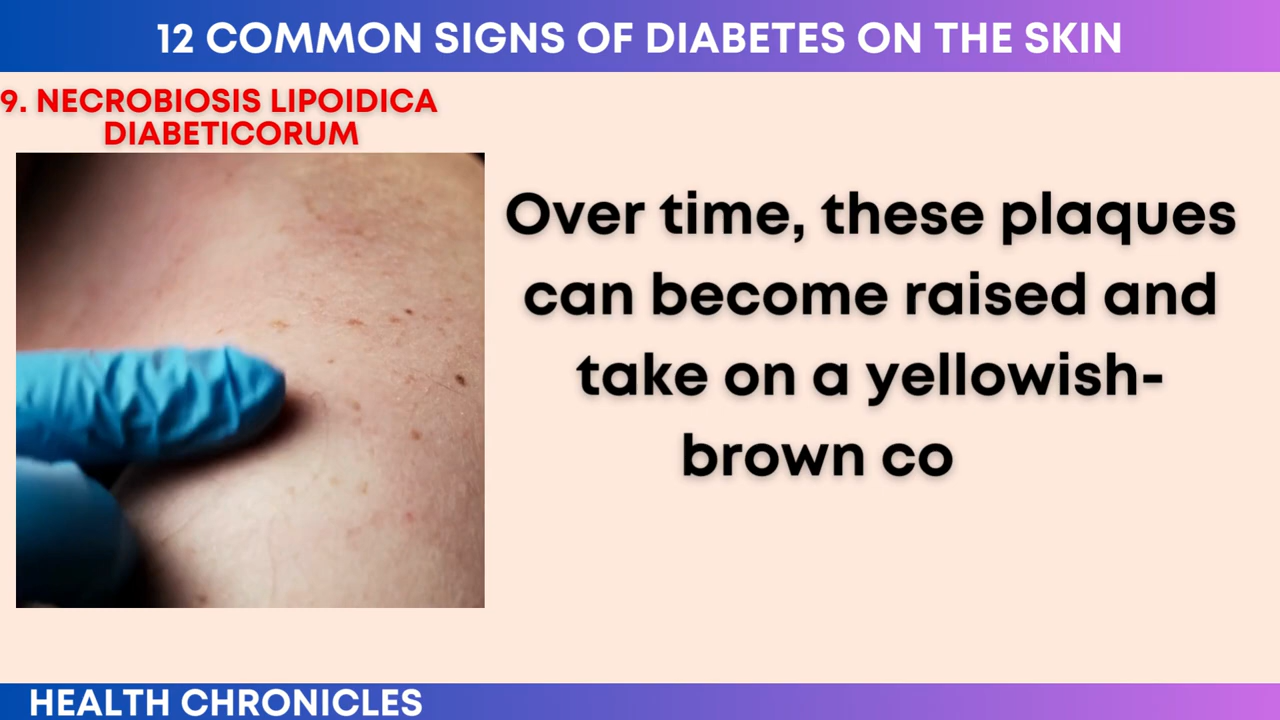 12 COMMON SIGNS OF DIABETES ON THE SKIN
9. NECROBIOSIS LIPOIDICA
DIABETICORUM
Over time, these plaques
can become raised and
take on a yellowish-
brown co
HEALTH CHRONICLES